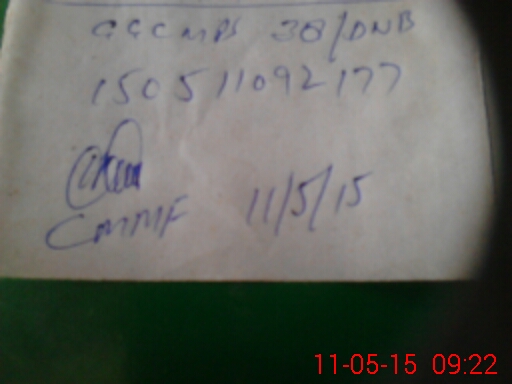 CCCMPS 38/DNB
150511092177
CMMF 11/5/15
11-05-15 09:22